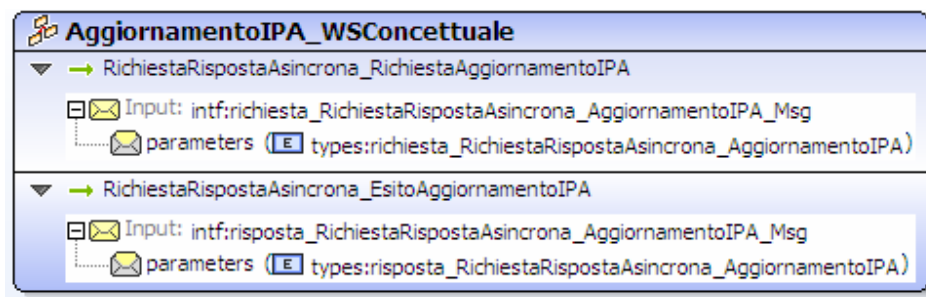 AggiornamentoIPA_WSConcettuale
RichiestaRispostaAsincrona_RichiestaAggiornamentoIPA
Input: intf:richiesta_RichiestaRispostaAsincrona_AggiornamentoIPA_Msg
parameters (E types:richiesta_RichiestaRispostaAsincrona_AggiornamentoIPA)
RichiestaRispostaAsincrona_EsitoAggiornamentoIPA
Input: intf:risposta_RichiestaRispostaAsincrona_AggiornamentoIPA_Msg
parameters (E types:risposta_RichiestaRispostaAsincrona_AggiornamentoIPA)